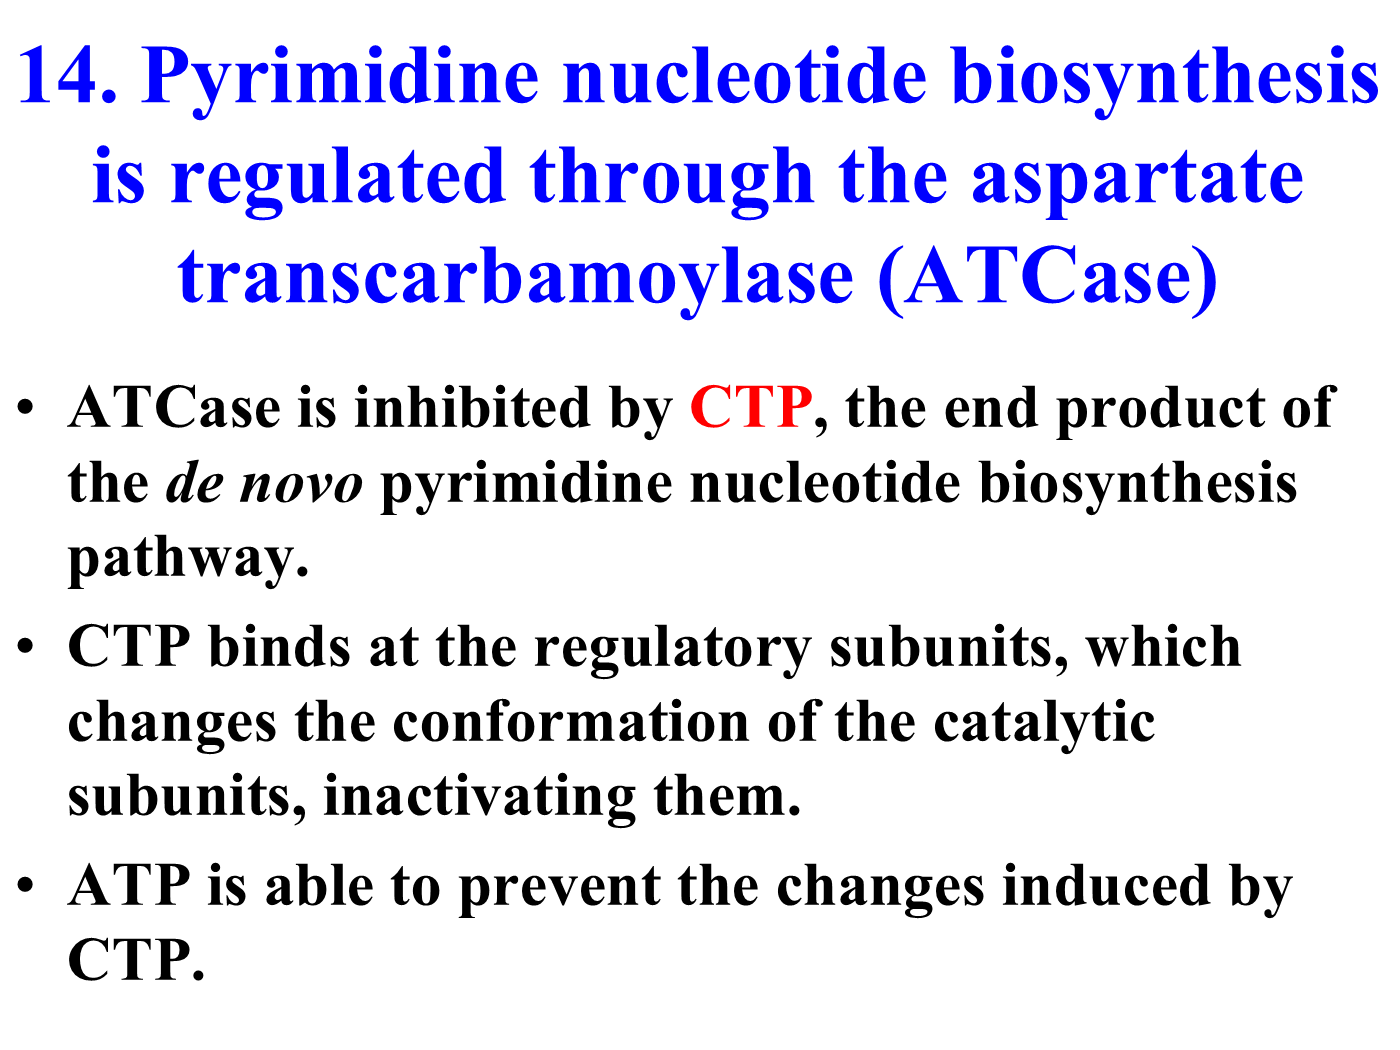 14. Pyrimidine nucleotide biosynthesis
is regulated through the aspartate
transcarbamoylase (ATCase)
• ATCase is inhibited by CTP, the end product of
the de novo pyrimidine nucleotide biosynthesis
pathway.
• CTP binds at the regulatory subunits, which
changes the conformation of the catalytic
subunits, inactivating them.
• ATP is able to prevent the changes induced by
CTP.